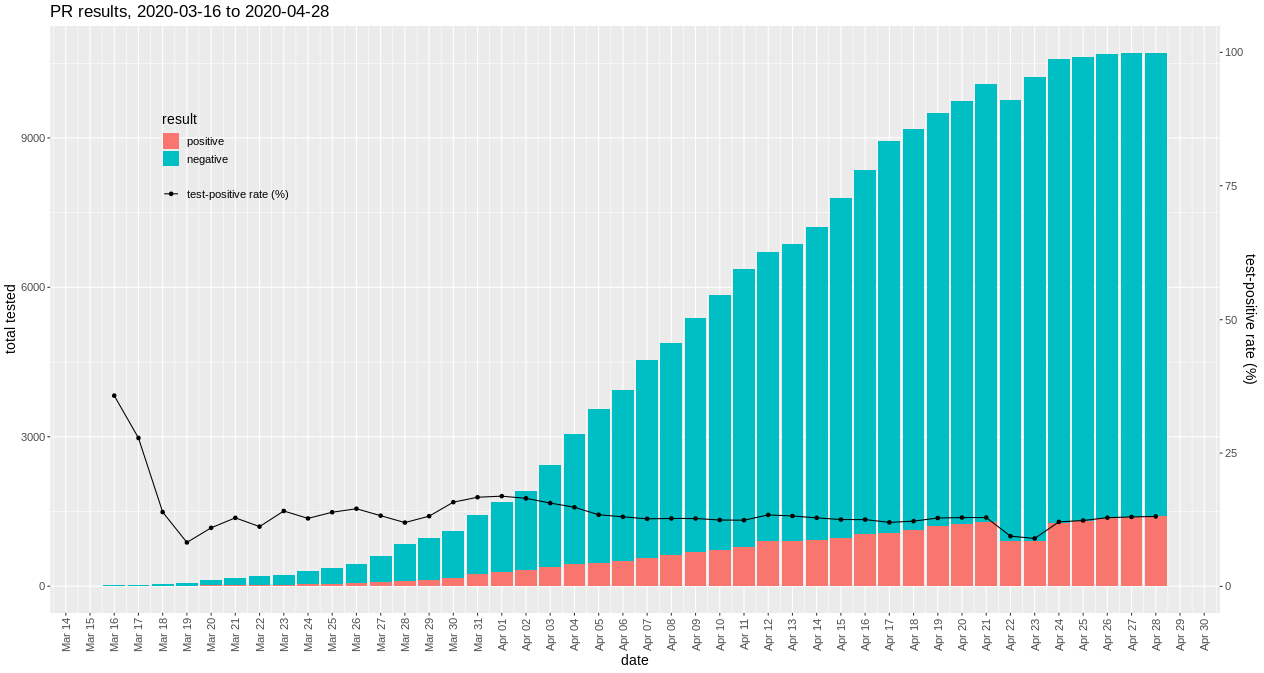 PR results, 2020-03-16 to 2020-04-28
total tested
9000
6000
3000
0
result
positive
negative
test-positive rate (%)
100
75
50
25
0
test-positive rate (%)
Mar 14
Mar 15
Mar 16
Mar 17
Mar 18
Mar 19
Mar 20
Mar 21
Mar 22
Mar 23
Mar 24
Mar 25
Mar 26
Mar 27
Mar 28
Mar 29
Mar 30
Mar 31
Apr 01
Apr 02
Apr 03
Apr 04
Apr 05
Apr 06
Apr 07
Apr 08
Apr 09
Apr 10
Apr 11
Apr 12
Apr 13
Apr 14
Apr 15
Apr 16
Apr 17
Apr 18
Apr 19
Apr 20
Apr 21
Apr 22
Apr 23
Apr 24
Apr 25
Apr 26
Apr 27
Apr 28
Apr 29
Apr 30
date